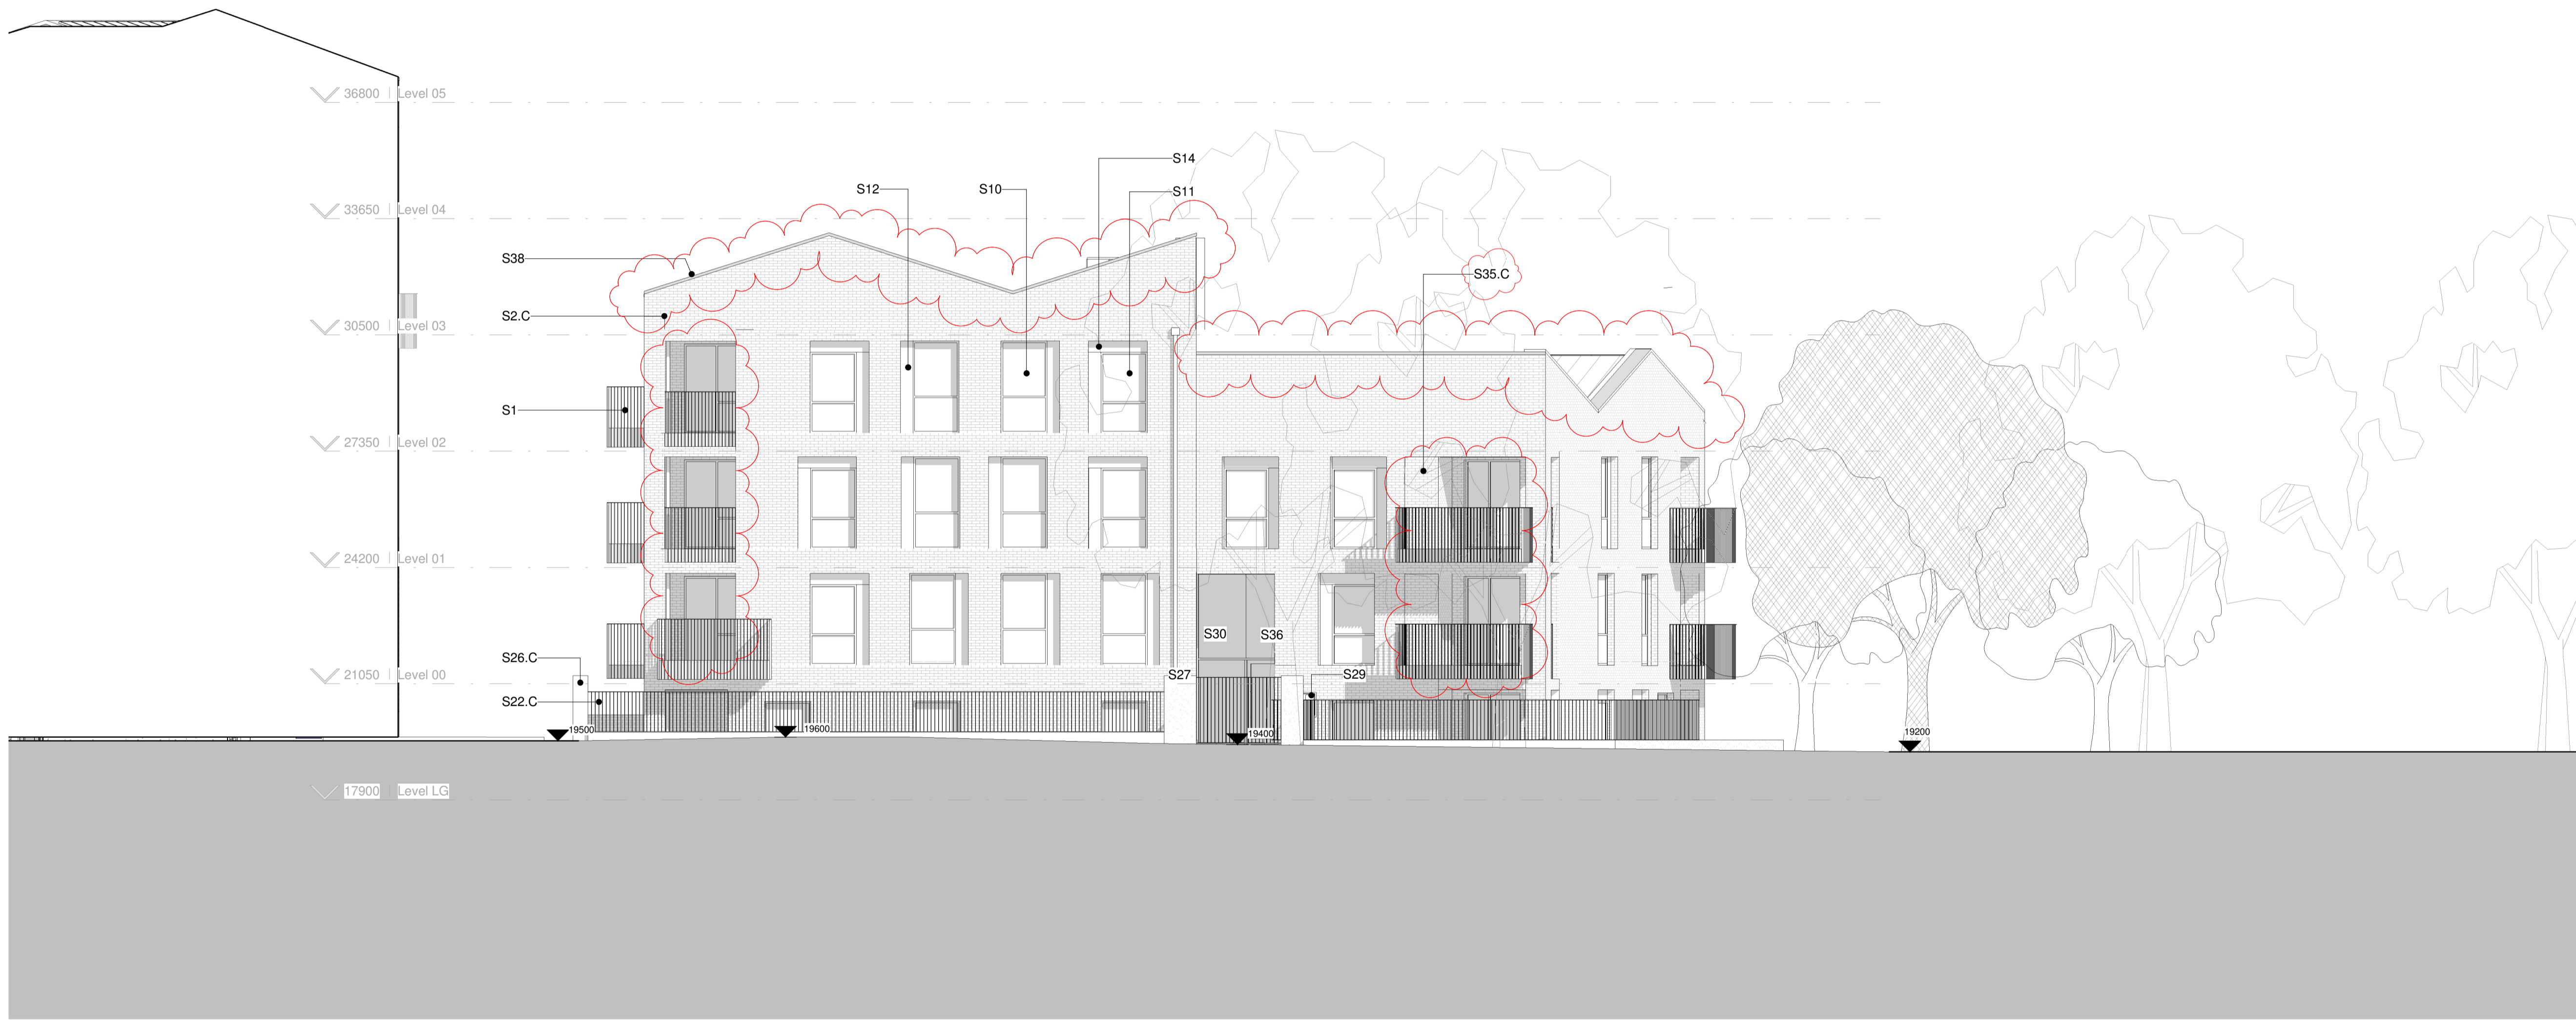 36800 Level 05
S14
S12
S10
S11
33650 Level 04
S38
S35.C
S2.C
30500 Level 03
S1
27350 Level 02
24200 Level 01
S30
S36
S26.C
21050 Level 00
S27
S29
S22.C
19500
19600
19400
19200
17900 Level LG